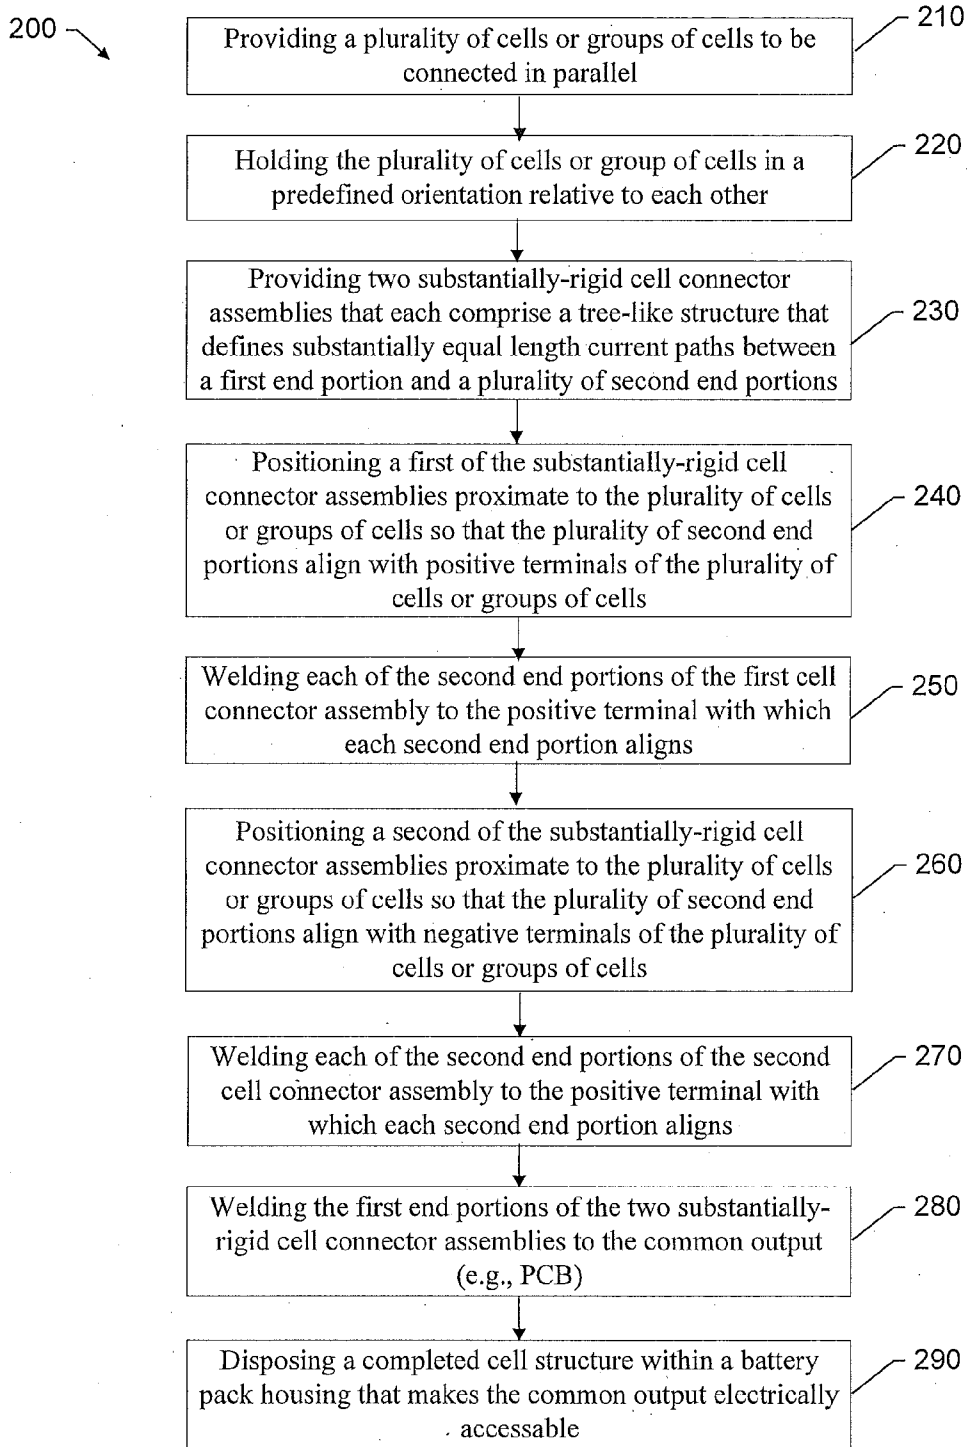 200
210
Providing a plurality of cells or groups of cells to be
connected in parallel
220
Holding the plurality of cells or group of cells in a
predefined orientation relative to each other
230
Providing two substantially-rigid cell connector
assemblies that each comprise a tree-like structure that
defines substantially equal length current paths between
a first end portion and a plurality of second end portions
240
Positioning a first of the substantially-rigid cell
connector assemblies proximate to the plurality of cells
or groups of cells so that the plurality of second end
portions align with positive terminals of the plurality of
cells or groups of cells
250
Welding each of the second end portions of the first cell
connector assembly to the positive terminal with which
each second end portion aligns
260
Positioning a second of the substantially-rigid cell
connector assemblies proximate to the plurality of cells
or groups of cells so that the plurality of second end
portions align with negative terminals of the plurality of
cells or groups of cells
270
Welding each of the second end portions of the second
cell connector assembly to the positive terminal with
which each second end portion aligns
280
Welding the first end portions of the two substantially-
rigid cell connector assemblies to the common output
(e.g., PCB)
290
Disposing a completed cell structure within a battery
pack housing that makes the common output electrically
accessable